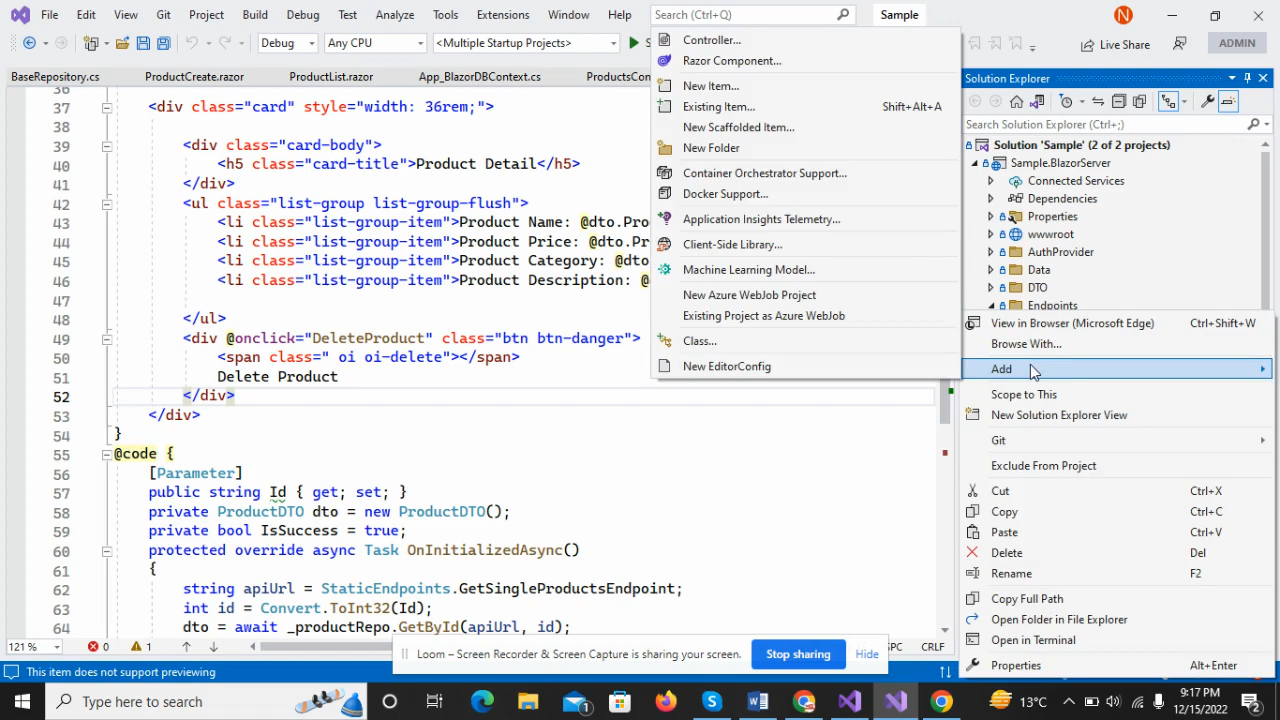 File Edit View Git Project Build Debug Test Analyze Tools Extensions Window Help Search (Ctrl+Q) Sample N
Debug Any CPU <Multiple Startup Projects> Live Share ADMIN
BaseRepository.cs ProductCreate.razor ProductList.razor App_BlazorDBContext.cs
36
37 <div class="card" style="width: 36rem;">
38
39 <div class="card-body">
40 <h5 class="card-title">Product Detail</h5>
41 </div>
42 <ul class="list-group list-group-flush">
43 <li class="list-group-item">Product Name: @dto.Pro
44 <li class="list-group-item">Product Price: @dto.Pr
45 <li class="list-group-item">Product Category: @dto
46 <li class="list-group-item">Product Description: @
47
48 </ul>
49 <div @onclick="DeleteProduct" class="btn btn-danger">
50 <span class=" oi oi-delete"></span>
51 Delete Product
52 </div>
53 </div>
54 }
55 @code {
56 [Parameter]
57 public string Id { get; set; }
58 private ProductDTO dto = new ProductDTO();
59 private bool IsSuccess = true;
60 protected override async Task OnInitializedAsync()
61 {
62 string apiUrl = StaticEndpoints.GetSingleProductsEndpoint;
63 int id = Convert.ToInt32(Id);
64 dto = await _productRepo.GetById(apiUrl, id);
Controller...
Razor Component...
New Item...
Existing Item... Shift+Alt+A
New Scaffolded Item...
New Folder
Container Orchestrator Support...
Docker Support...
Application Insights Telemetry...
Client-Side Library...
Machine Learning Model...
New Azure WebJob Project
Existing Project as Azure WebJob
Class...
New EditorConfig
Solution Explorer
Search Solution Explorer (Ctrl+;)
Solution 'Sample' (2 of 2 projects)
Sample.BlazorServer
Connected Services
Dependencies
Properties
wwwroot
AuthProvider
Data
DTO
Endpoints
View in Browser (Microsoft Edge) Ctrl+Shift+W
Browse With...
Add
Scope to This
New Solution Explorer View
Git
Exclude From Project
Cut Ctrl+X
Copy Ctrl+C
Paste Ctrl+V
Delete Del
Rename F2
Copy Full Path
Open Folder in File Explorer
Open in Terminal
Properties Alt+Enter
121 % 0 1 SPC CRLF
Loom – Screen Recorder & Screen Capture is sharing your screen. Stop sharing Hide
This item does not support previewing
Type here to search 1 13°C 9:17 PM
12/15/2022